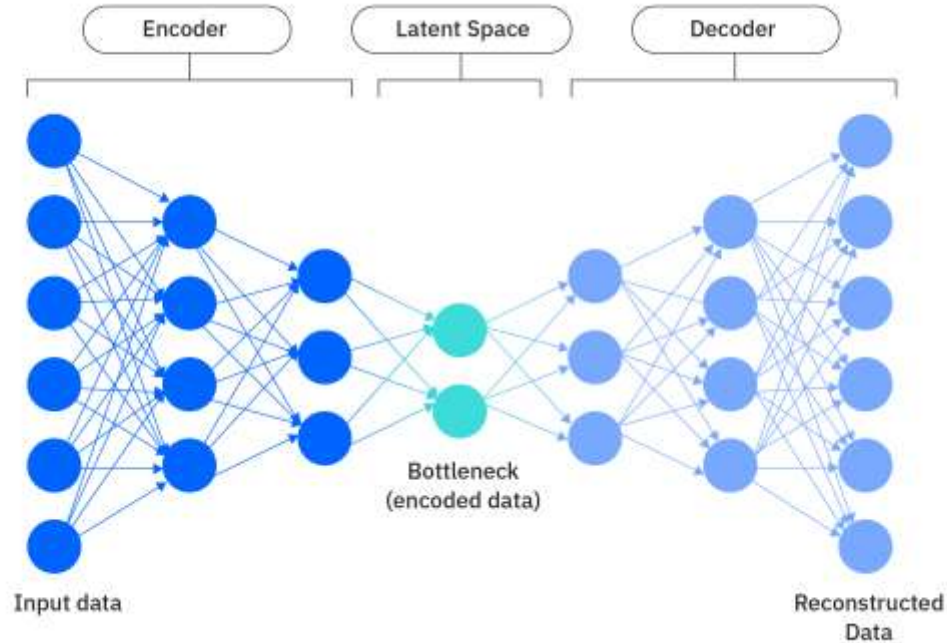 Encoder
Latent Space
Decoder
Bottleneck
(encoded data)
Input data
Reconstructed
Data